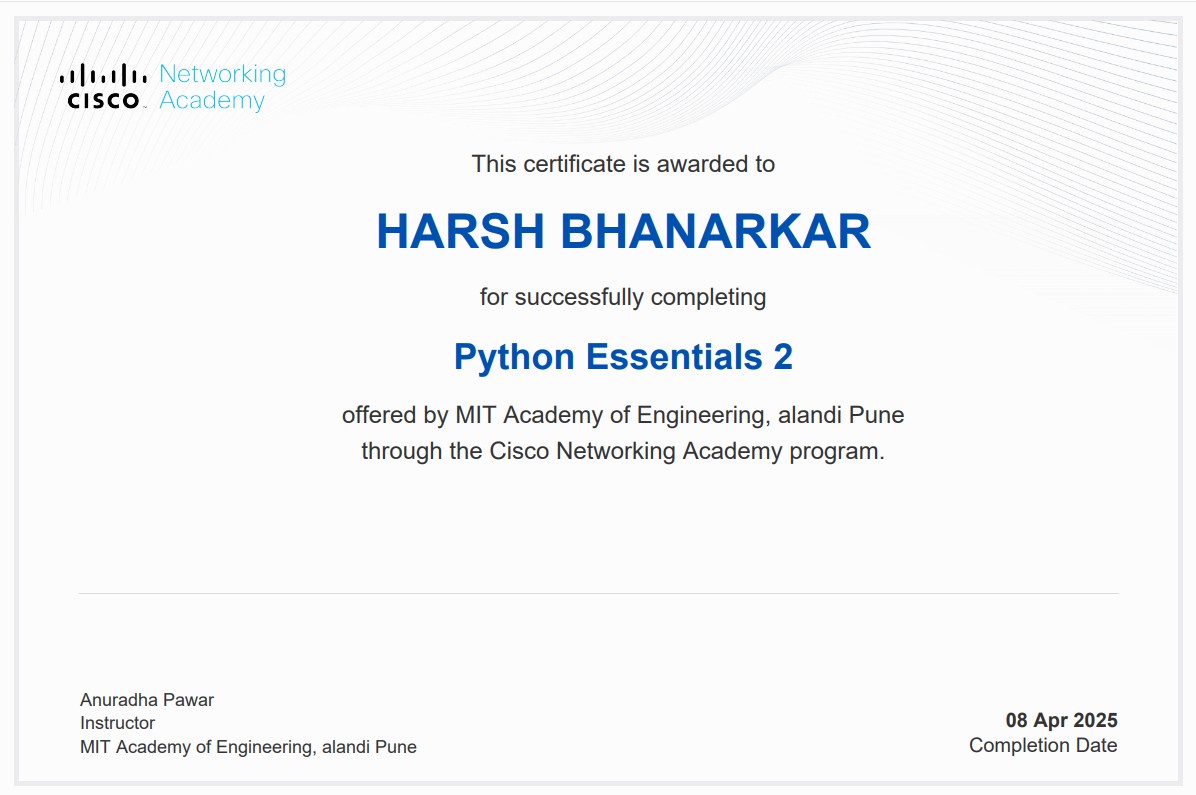 CISCO
Networking
Academy
This certificate is awarded to
HARSH BHANARKAR
for successfully completing
Python Essentials 2
offered by MIT Academy of Engineering, alandi Pune
through the Cisco Networking Academy program.
Anuradha Pawar
Instructor
MIT Academy of Engineering, alandi Pune
08 Apr 2025
Completion Date